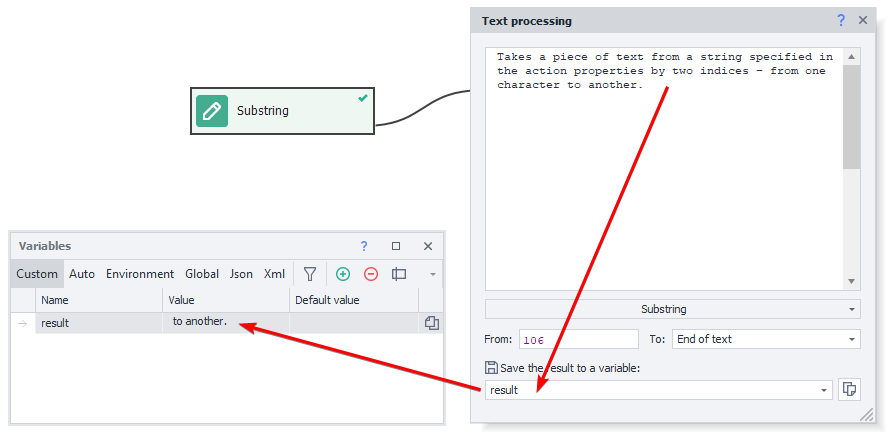 Text processing
?
Takes a piece of text from a string specified in
the action properties by two indices - from one
character to another.
Substring
Substring
From: 106 To: End of text
Save the result to a variable:
result
Variables
?
Custom Auto Environment Global Json Xml
Name Value Default value
result to another.